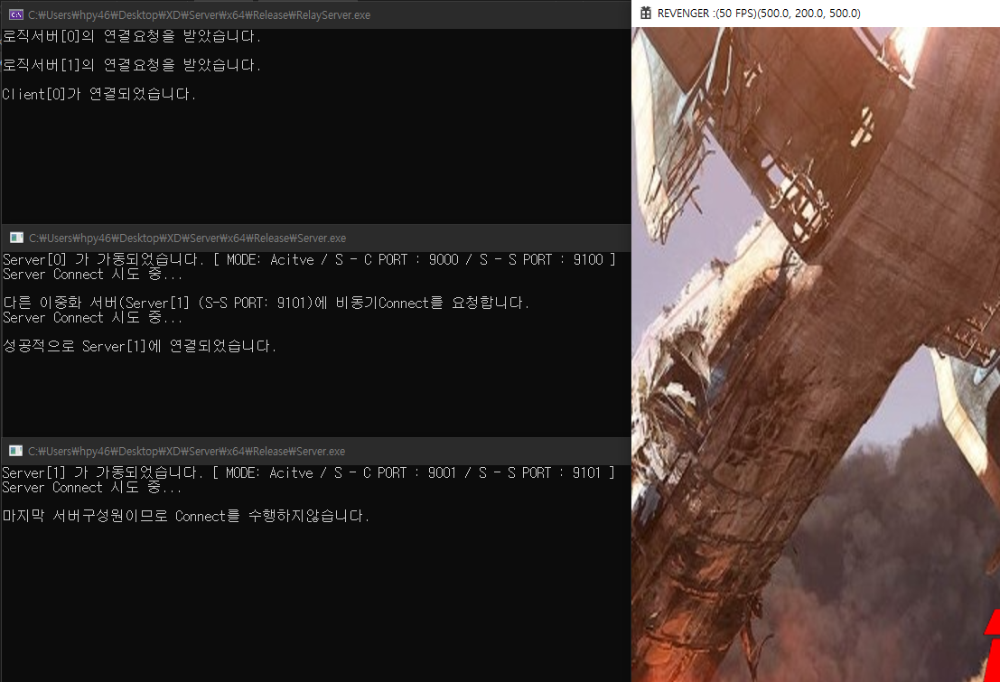 C:\Users\hpy46\Desktop\XD\Server\x64\Release\RelayServer.exe
로직서버[0]의 연결요청을 받았습니다.
로직서버[1]의 연결요청을 받았습니다.
Client[0]가 연결되었습니다.
C:\Users\hpy46\Desktop\XD\Server\x64\Release\Server.exe
Server[0] 가 가동되었습니다. [ MODE: Acitve / S - C PORT : 9000 / S - S PORT : 9100 ]
Server Connect 시도 중...
다른 이중화 서버(Server[1] (S-S PORT: 9101)에 비동기Connect를 요청합니다.
Server Connect 시도 중...
성공적으로 Server[1]에 연결되었습니다.
C:\Users\hpy46\Desktop\XD\Server\x64\Release\Server.exe
Server[1] 가 가동되었습니다. [ MODE: Acitve / S - C PORT : 9001 / S - S PORT : 9101 ]
Server Connect 시도 중...
마지막 서버구성원이므로 Connect를 수행하지않습니다.
REVENGER :(50 FPS)(500.0, 200.0, 500.0)